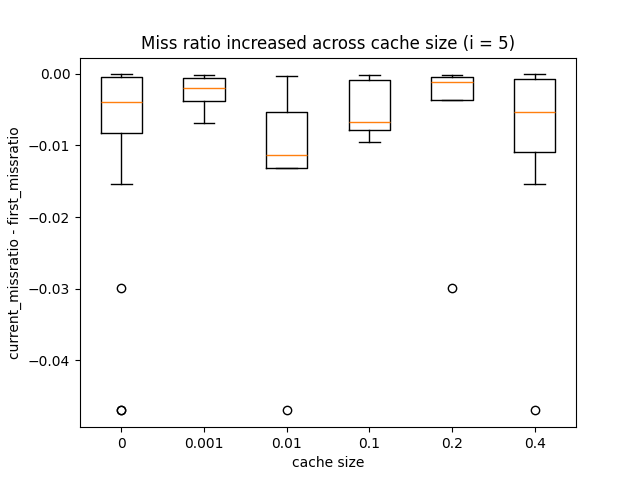 Miss ratio increased across cache size (i = 5)
current_missratio - first_missratio
0.00
−0.01
−0.02
−0.03
−0.04
0 0.001 0.01 0.1 0.2 0.4
cache size